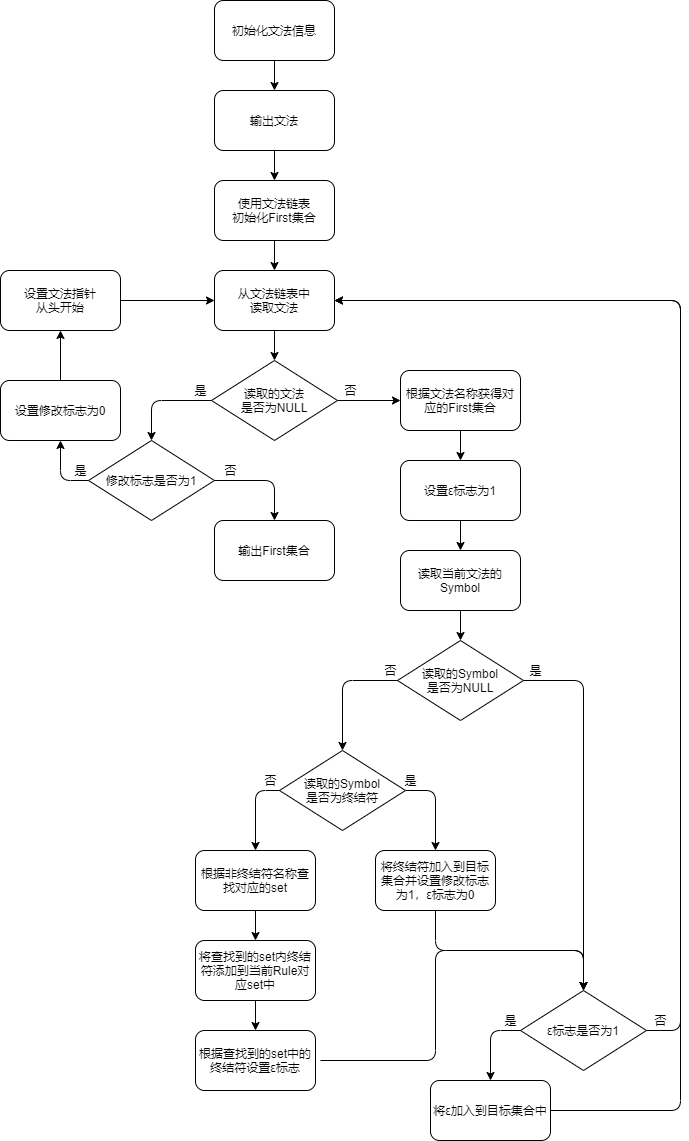 初始化文法信息
输出文法
使用文法链表
初始化First集合
设置文法指针
从头开始
从文法链表中
读取文法
是
读取的文法
是否为NULL
否
根据文法名称获得对
应的First集合
设置修改标志为0
是
修改标志是否为1
否
设置ε标志为1
输出First集合
读取当前文法的
Symbol
否
读取的Symbol
是否为NULL
是
否
读取的Symbol
是否为终结符
是
根据非终结符名称查
找对应的set
将终结符加入到目标
集合并设置修改标志
为1，ε标志为0
将查找到的set内终结
符添加到当前Rule对
应set中
是
ε标志是否为1
否
根据查找到的set中的
终结符设置ε标志
将ε加入到目标集合中